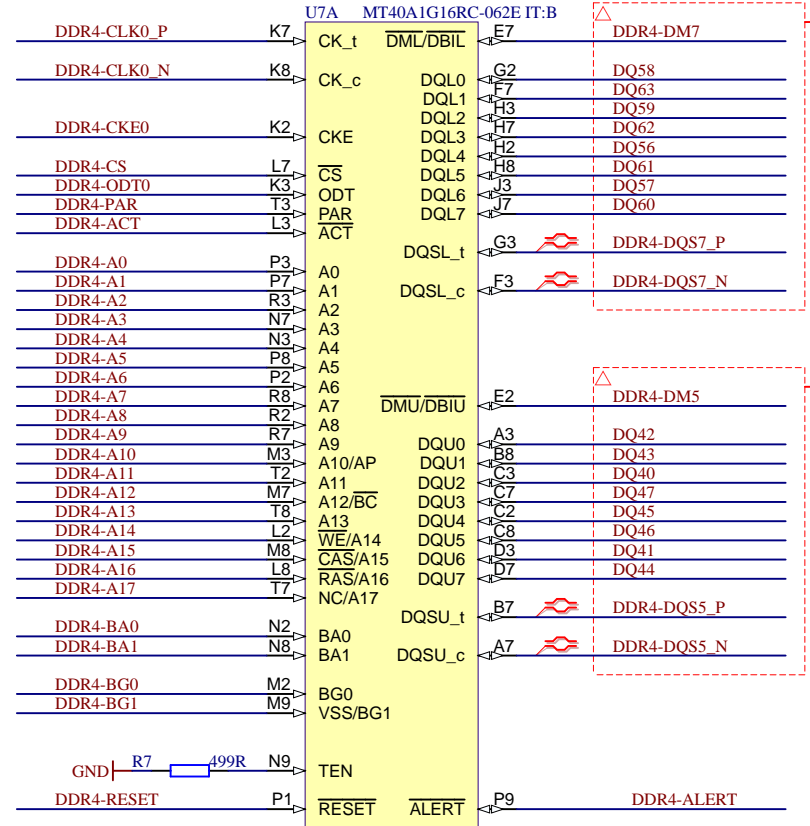 U7A MT40A1G16RC-062E IT:B
DDR4-CLK0_P K7 CK_t DML/DBIL E7 DDR4-DM7
DDR4-CLK0_N K8 CK_c DQL0 G2 DQ58
DQL1 F7 DQ63
DQL2 H3 DQ59
DDR4-CKE0 K2 CKE DQL3 H7 DQ62
DQL4 H2 DQ56
DDR4-CS L7 CS DQL5 H8 DQ61
DDR4-ODT0 K3 ODT DQL6 J3 DQ57
DDR4-PAR T3 PAR DQL7 J7 DQ60
DDR4-ACT L3 ACT
DQSL_t G3 DDR4-DQS7_P
DDR4-A0 P3 A0
DDR4-A1 P7 A1 DQSL_c F3 DDR4-DQS7_N
DDR4-A2 R3 A2
DDR4-A3 N7 A3
DDR4-A4 N3 A4
DDR4-A5 P8 A5
DDR4-A6 P2 A6
DDR4-A7 R8 A7 DMU/DBIU E2 DDR4-DM5
DDR4-A8 R2 A8
DDR4-A9 R7 A9 DQU0 A3 DQ42
DDR4-A10 M3 A10/AP DQU1 B8 DQ43
DDR4-A11 T2 A11 DQU2 C3 DQ40
DDR4-A12 M7 A12/BC DQU3 C7 DQ47
DDR4-A13 T8 A13 DQU4 C2 DQ45
DDR4-A14 L2 WE/A14 DQU5 C8 DQ46
DDR4-A15 M8 CAS/A15 DQU6 D3 DQ41
DDR4-A16 L8 RAS/A16 DQU7 D7 DQ44
DDR4-A17 T7 NC/A17
DQSU_t B7 DDR4-DQS5_P
DDR4-BA0 N2 BA0
DDR4-BA1 N8 BA1 DQSU_c A7 DDR4-DQS5_N
DDR4-BG0 M2 BG0
DDR4-BG1 M9 VSS/BG1
GND R7 499R N9 TEN
DDR4-RESET P1 RESET ALERT P9 DDR4-ALERT